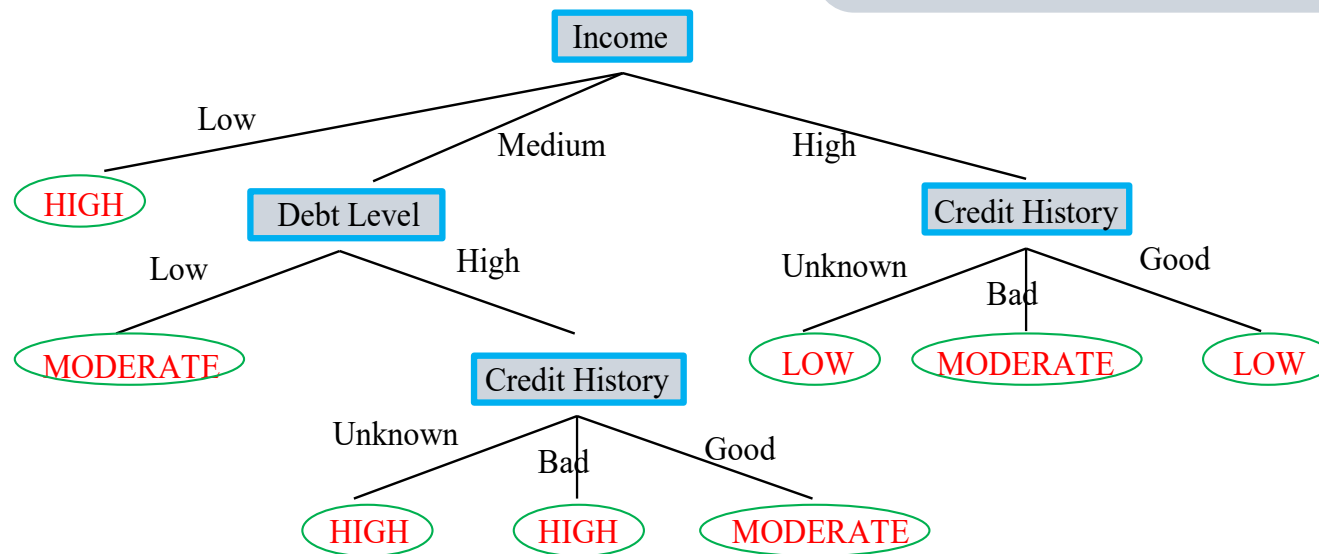 Income
Low
Medium
High
HIGH
Debt Level
Credit History
Low
High
Unknown
Bad
Good
MODERATE
Credit History
LOW
MODERATE
LOW
Unknown
Bad
Good
HIGH
HIGH
MODERATE